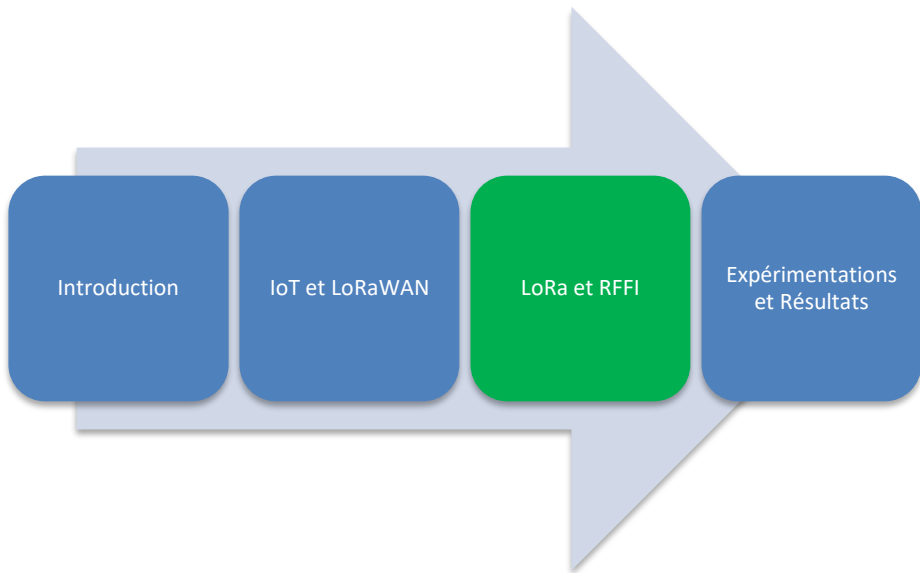 Introduction
IoT et LoRaWAN
LoRa et RFFI
Expérimentations
et Résultats